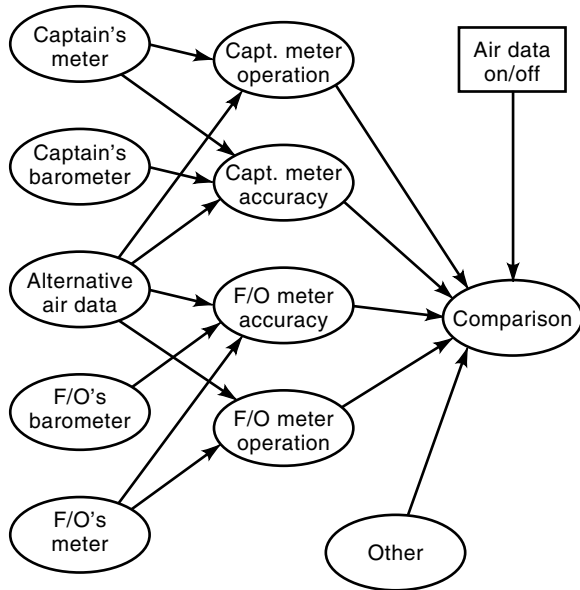 Captain's
meter
Capt. meter
operation
Air data
on/off
Captain's
barometer
Capt. meter
accuracy
Alternative
air data
F/O meter
accuracy
Comparison
F/O's
barometer
F/O meter
operation
F/O's
meter
Other